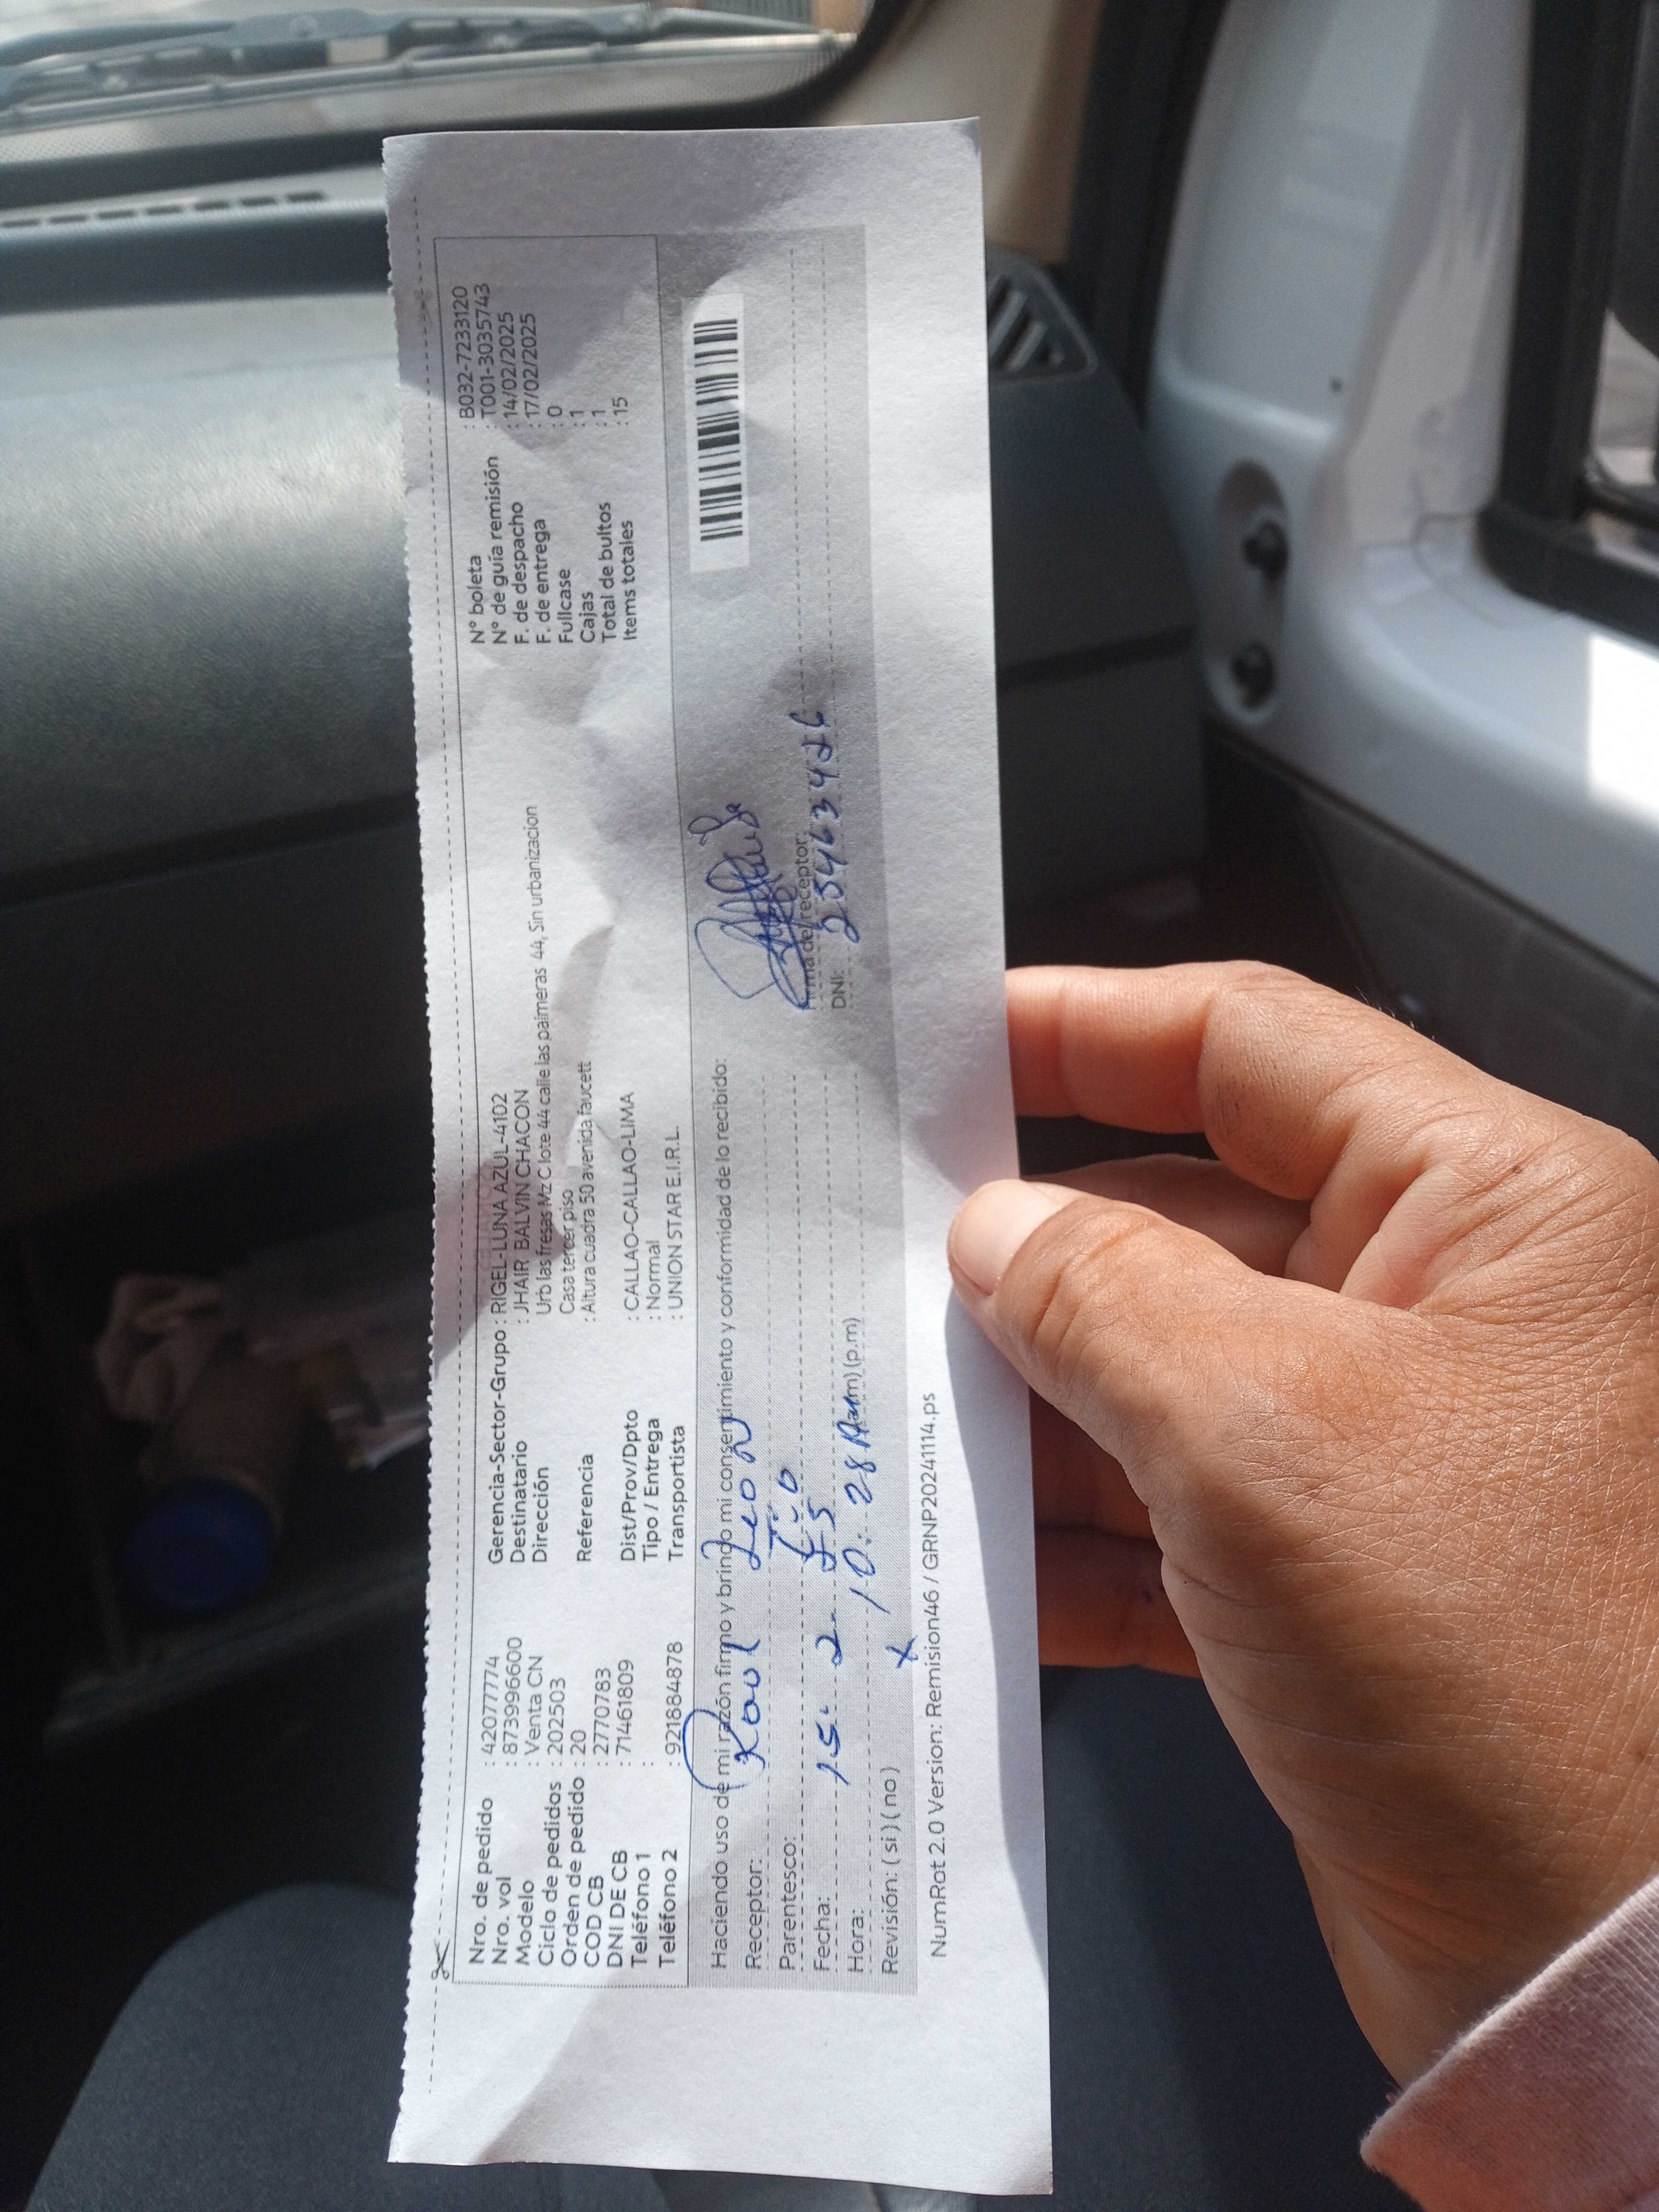 Nro. de pedido : 42077774
Nro. vol : 8739966600
Modelo : Venta CN
Ciclo de pedidos : 202503
Orden de pedido : 20
COD CB : 2770783
DNI DE CB : 71461809
Teléfono 1 :
Teléfono 2 : 921884878
Gerencia-Sector-Grupo : RIGEL-LUNA AZUL-4102
Destinatario : JHAIR BALVIN CHACON
Dirección Urb las fresas Mz C lote 44 calle las palmeras 44, Sin urbanizacion
Casa tercer piso
Referencia : Altura cuadra 50 avenida faucett
Dist/Prov/Dpto : CALLAO-CALLAO-LIMA
Tipo / Entrega : Normal
Transportista : UNION STAR E.I.R.L.
N° boleta : B032-7233120
N° de guía remisión : T001-3035743
F. de despacho : 14/02/2025
F. de entrega : 17/02/2025
Fullcase : 0
Cajas : 1
Total de bultos : 1
Items totales : 15
Haciendo uso de mi razón firmo y brindo mi consentimiento y conformidad de lo recibido:
Receptor: Raul Leon
Parentesco: Tio
Fecha: 15-2-
Hora: 10:28 (a.m) (p.m)
Revisión: ( si ) ( no ) x
Firma del receptor:
DNI:
NumRot 2.0 Version: Remision46 / GRNP20241114.ps